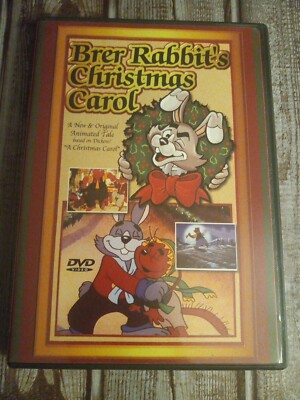 Brer Rabbit's
Christmas
Carol
A New & Original
Animated Tale
based on Dickens'
"A Christmas Carol"
DVD
VIDEO